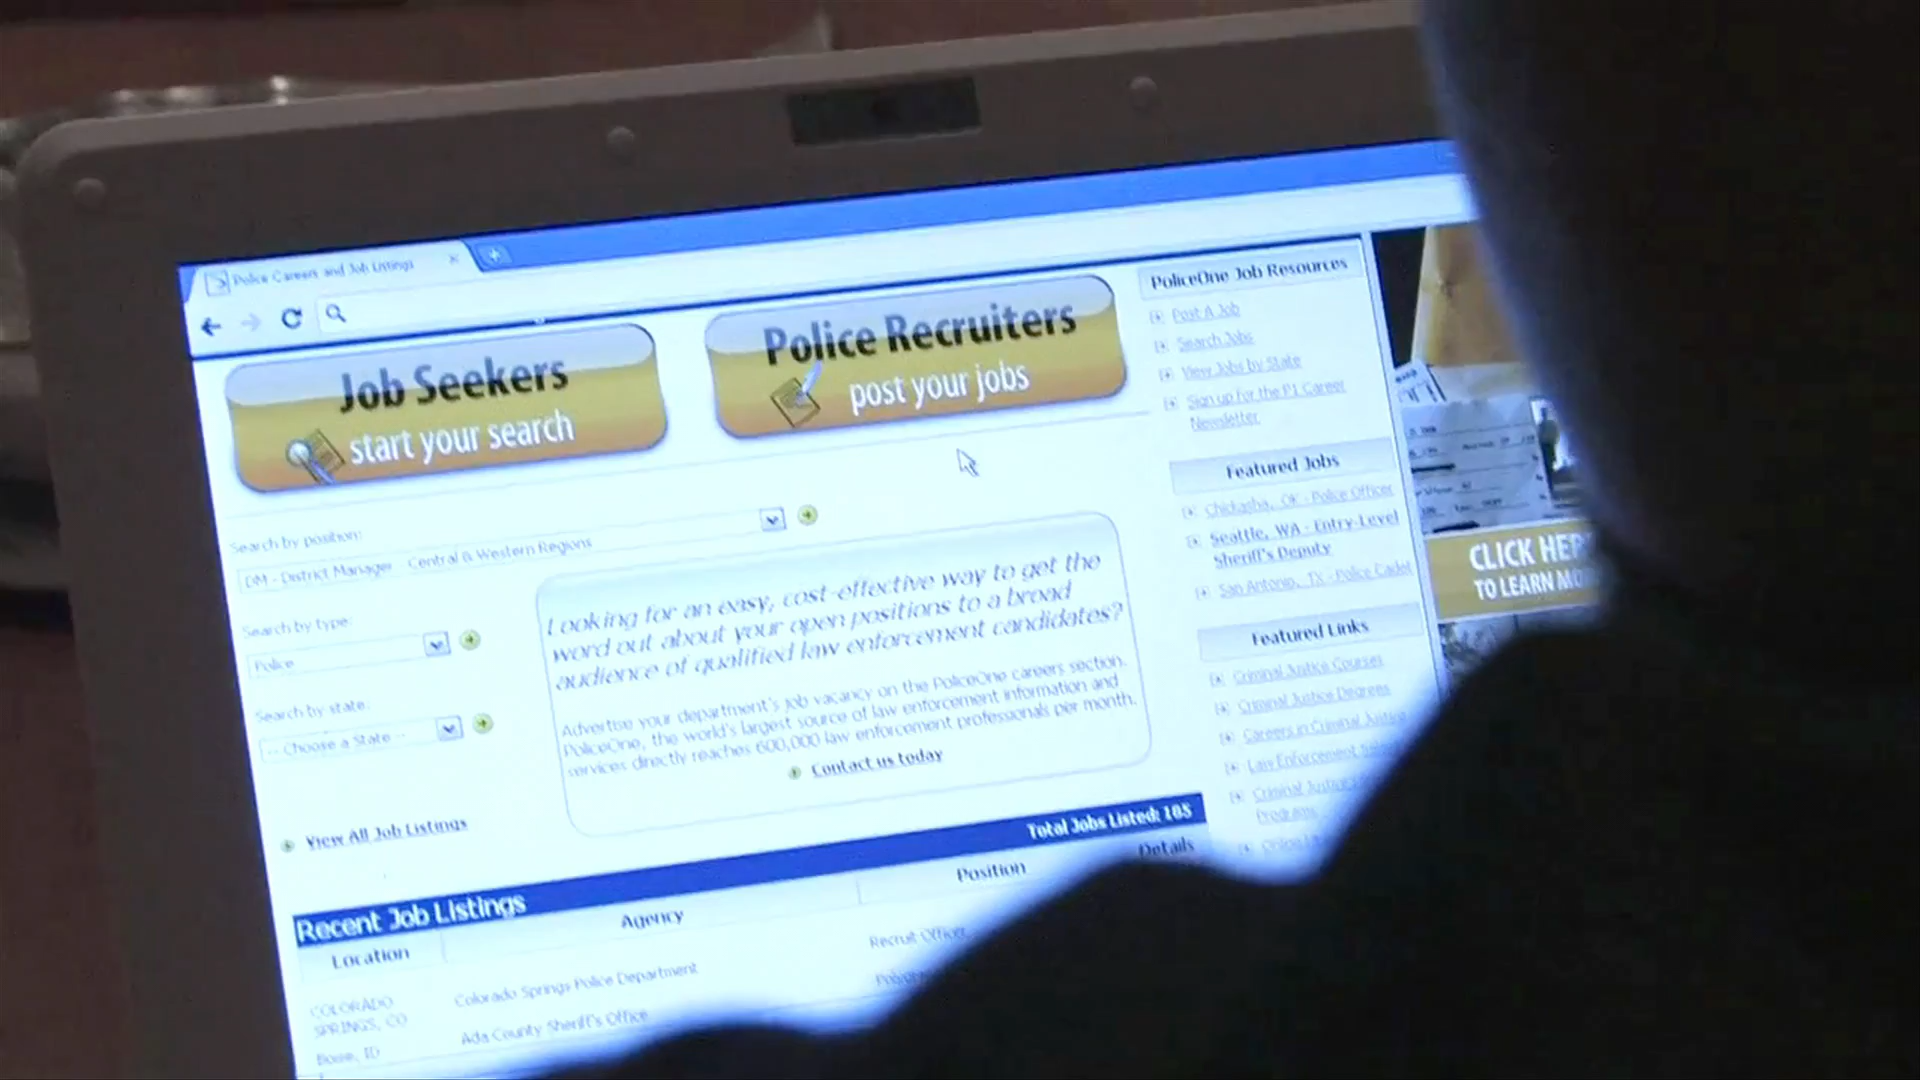 Police Careers and Job Listings
Job Seekers
start your search
Police Recruiters
post your jobs
Search by position:
DM - District Manager Central & Western Regions
Search by type:
Police
Search by state:
-- Choose a State --
View All Job Listings
Looking for an easy, cost-effective way to get the
word out about your open positions to a broad
audience of qualified law enforcement candidates?
Advertise your department's job vacancy on the PoliceOne careers section.
PoliceOne, the world's largest source of law enforcement information and
services directly reaches 600,000 law enforcement professionals per month.
Contact us today
Total Jobs Listed: 185
Recent Job Listings
Location
Agency
Position
Details
COLORADO
SPRINGS, CO
Colorado Springs Police Department
Recruit Officer
Boise, ID
Ada County Sheriff's Office
PoliceOne Job Resources
Post A Job
Search Jobs
View Jobs by State
Sign up for the P1 Career
Newsletter
Featured Jobs
Chickasha, OK - Police Officer
Seattle, WA - Entry-Level
Sheriff's Deputy
San Antonio, TX - Police Cadet
Featured Links
Criminal Justice Courses
Criminal Justice Degrees
Careers in Criminal Justice
Law Enforcement
Criminal Justice
Programs
CLICK HERE
TO LEARN